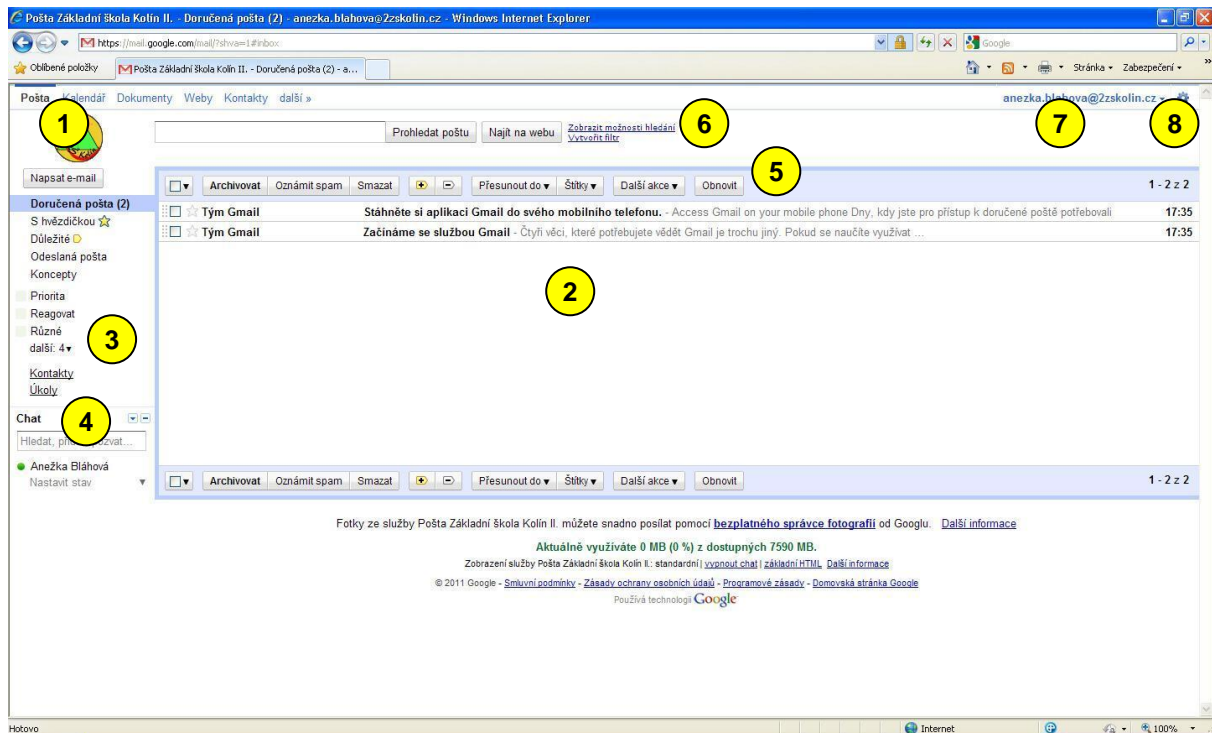 Pošta Základní škola Kolín II. - Doručená pošta (2) - anezka.blahova@2zskolin.cz - Windows Internet Explorer
https://mail.google.com/mail/?shva=1#inbox
Google
Oblíbené položky
Pošta Základní škola Kolín II. - Doručená pošta (2) - a...
Stránka
Zabezpečení
»
Pošta Kalendář Dokumenty Weby Kontakty další »
anezka.blahova@2zskolin.cz
1
6
7
8
Prohledat poštu
Najít na webu
Zobrazit možnosti hledání
Vytvořit filtr
Napsat e-mail
5
Archivovat Oznámit spam Smazat Přesunout do Štítky Další akce Obnovit
1 - 2 z 2
Doručená pošta (2)
Tým Gmail Stáhněte si aplikaci Gmail do svého mobilního telefonu. - Access Gmail on your mobile phone Dny, kdy jste pro přístup k doručené poště potřebovali 17:35
S hvězdičkou
Tým Gmail Začínáme se službou Gmail - Čtyři věci, které potřebujete vědět Gmail je trochu jiný. Pokud se naučíte využívat ... 17:35
Důležité
Odeslaná pošta
Koncepty
2
Priorita
Reagovat
Různé
další: 4
3
Kontakty
Úkoly
Chat
4
Hledat,
Anežka Bláhová
Nastavit stav
Archivovat Oznámit spam Smazat Přesunout do Štítky Další akce Obnovit
1 - 2 z 2
Fotky ze služby Pošta Základní škola Kolín II. můžete snadno posílat pomocí bezplatného správce fotografií od Googlu. Další informace
Aktuálně využíváte 0 MB (0 %) z dostupných 7590 MB.
Zobrazení služby Pošta Základní škola Kolín II.: standardní | vypnout chat | základní HTML Další informace
© 2011 Google - Smluvní podmínky - Zásady ochrany osobních údajů - Programové zásady - Domovská stránka Google
Používá technologii Google
Hotovo
Internet
100%